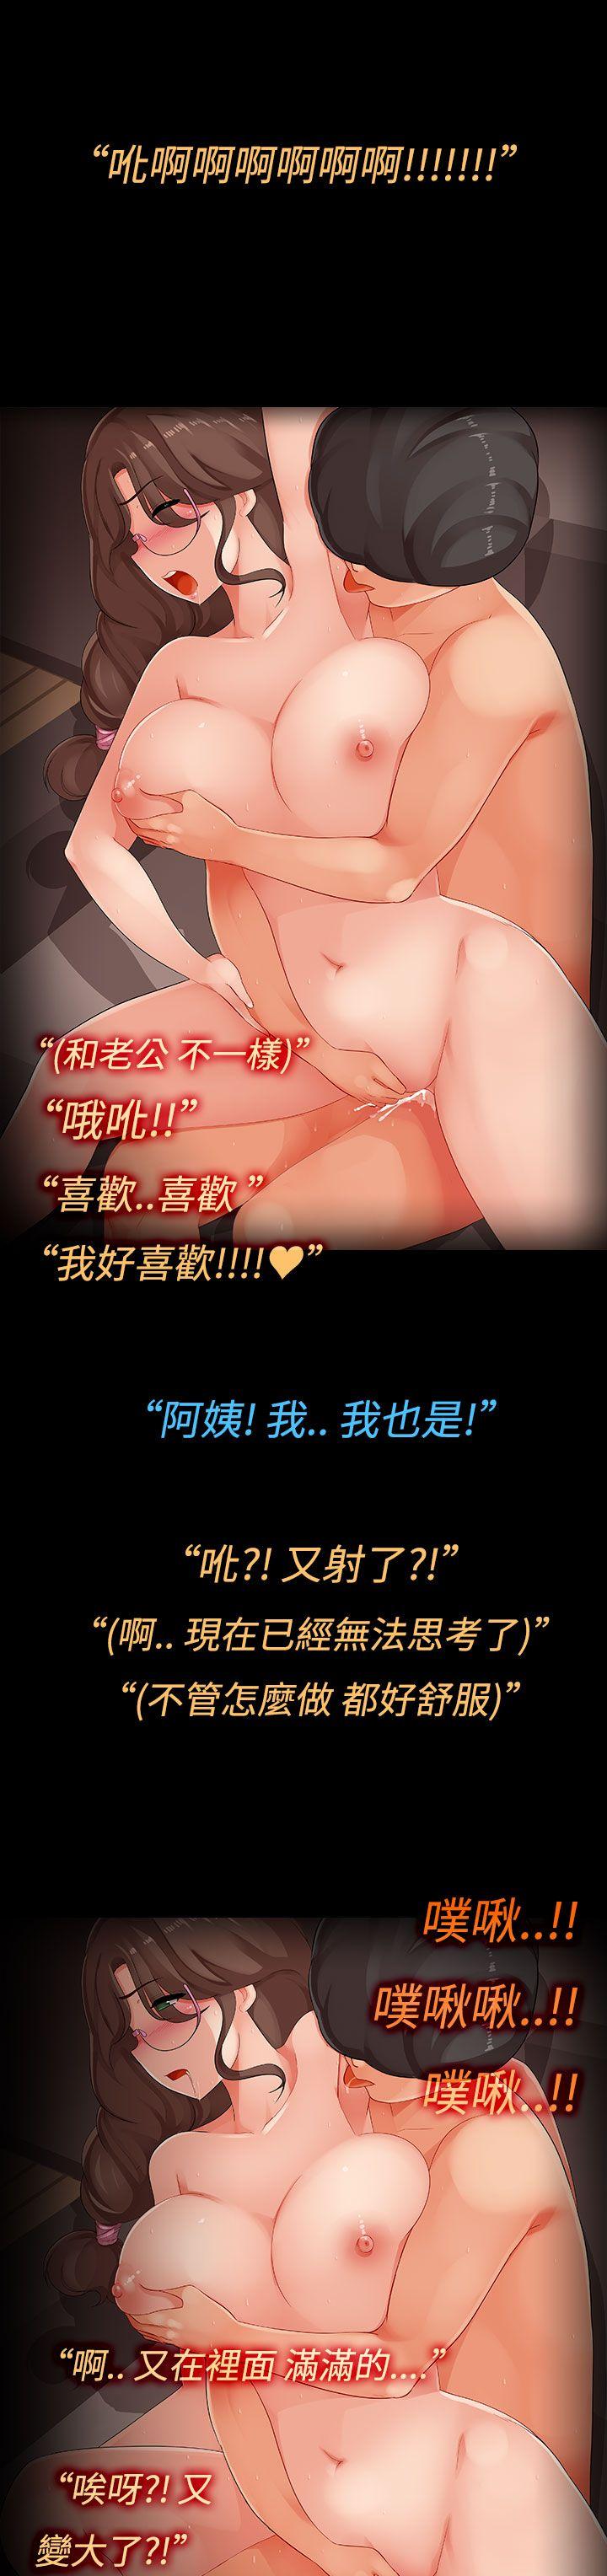 “吪啊啊啊啊啊啊!!!!!!!”
“(和老公 不一樣)”
“哦吪!!”
“喜歡..喜歡 ”
“我好喜歡!!!!♥”
“阿姨! 我.. 我也是!”
“吪?! 又射了?!”
“(啊.. 現在已經無法思考了)”
“(不管怎麼做 都好舒服)”
噗啾..!!
噗啾啾..!!
噗啾..!!
“啊.. 又在裡面 滿滿的....”
“唉呀?! 又
變大了?!”